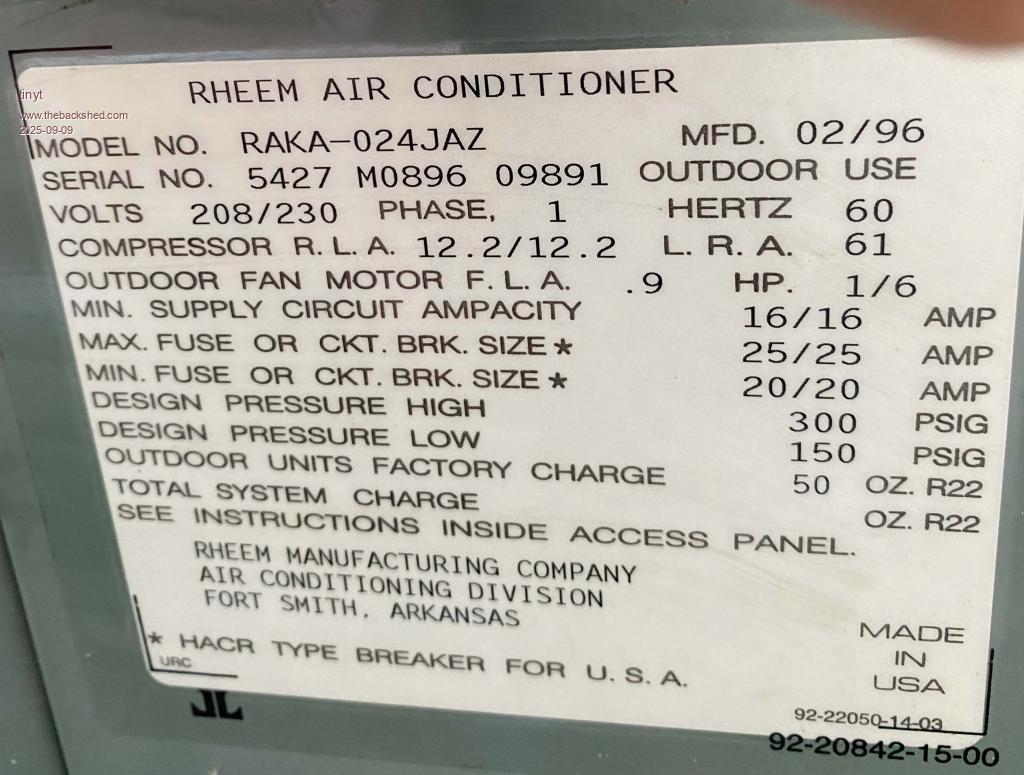 RHEEM AIR CONDITIONER
tinyt
www.thebackshed.com
2025-09-09
MODEL NO. RAKA-024JAZ MFD. 02/96
SERIAL NO. 5427 M0896 09891 OUTDOOR USE
VOLTS 208/230 PHASE, 1 HERTZ 60
COMPRESSOR R.L.A. 12.2/12.2 L.R.A. 61
OUTDOOR FAN MOTOR F.L.A. .9 HP. 1/6
MIN. SUPPLY CIRCUIT AMPACITY 16/16 AMP
MAX. FUSE OR CKT. BRK. SIZE* 25/25 AMP
MIN. FUSE OR CKT. BRK. SIZE* 20/20 AMP
DESIGN PRESSURE HIGH 300 PSIG
DESIGN PRESSURE LOW 150 PSIG
OUTDOOR UNITS FACTORY CHARGE 50 OZ. R22
TOTAL SYSTEM CHARGE OZ. R22
SEE INSTRUCTIONS INSIDE ACCESS PANEL.
RHEEM MANUFACTURING COMPANY
AIR CONDITIONING DIVISION
FORT SMITH, ARKANSAS
* HACR TYPE BREAKER FOR U.S.A.
URC
MADE
IN
USA
92-22050-14-03
92-20842-15-00